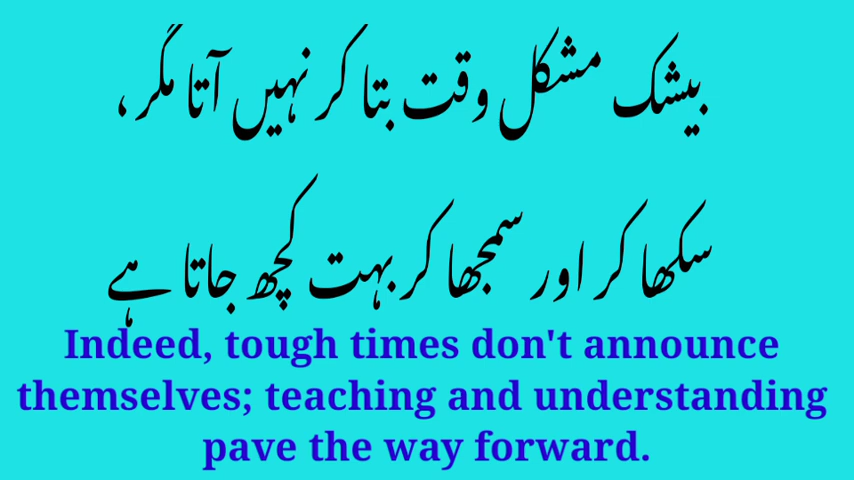 بیشک مشکل وقت بتا کر نہیں آتا مگر،
سکھا کر اور سمجھا کر بہت کچھ جاتا ہے
Indeed, tough times don't announce
themselves; teaching and understanding
pave the way forward.